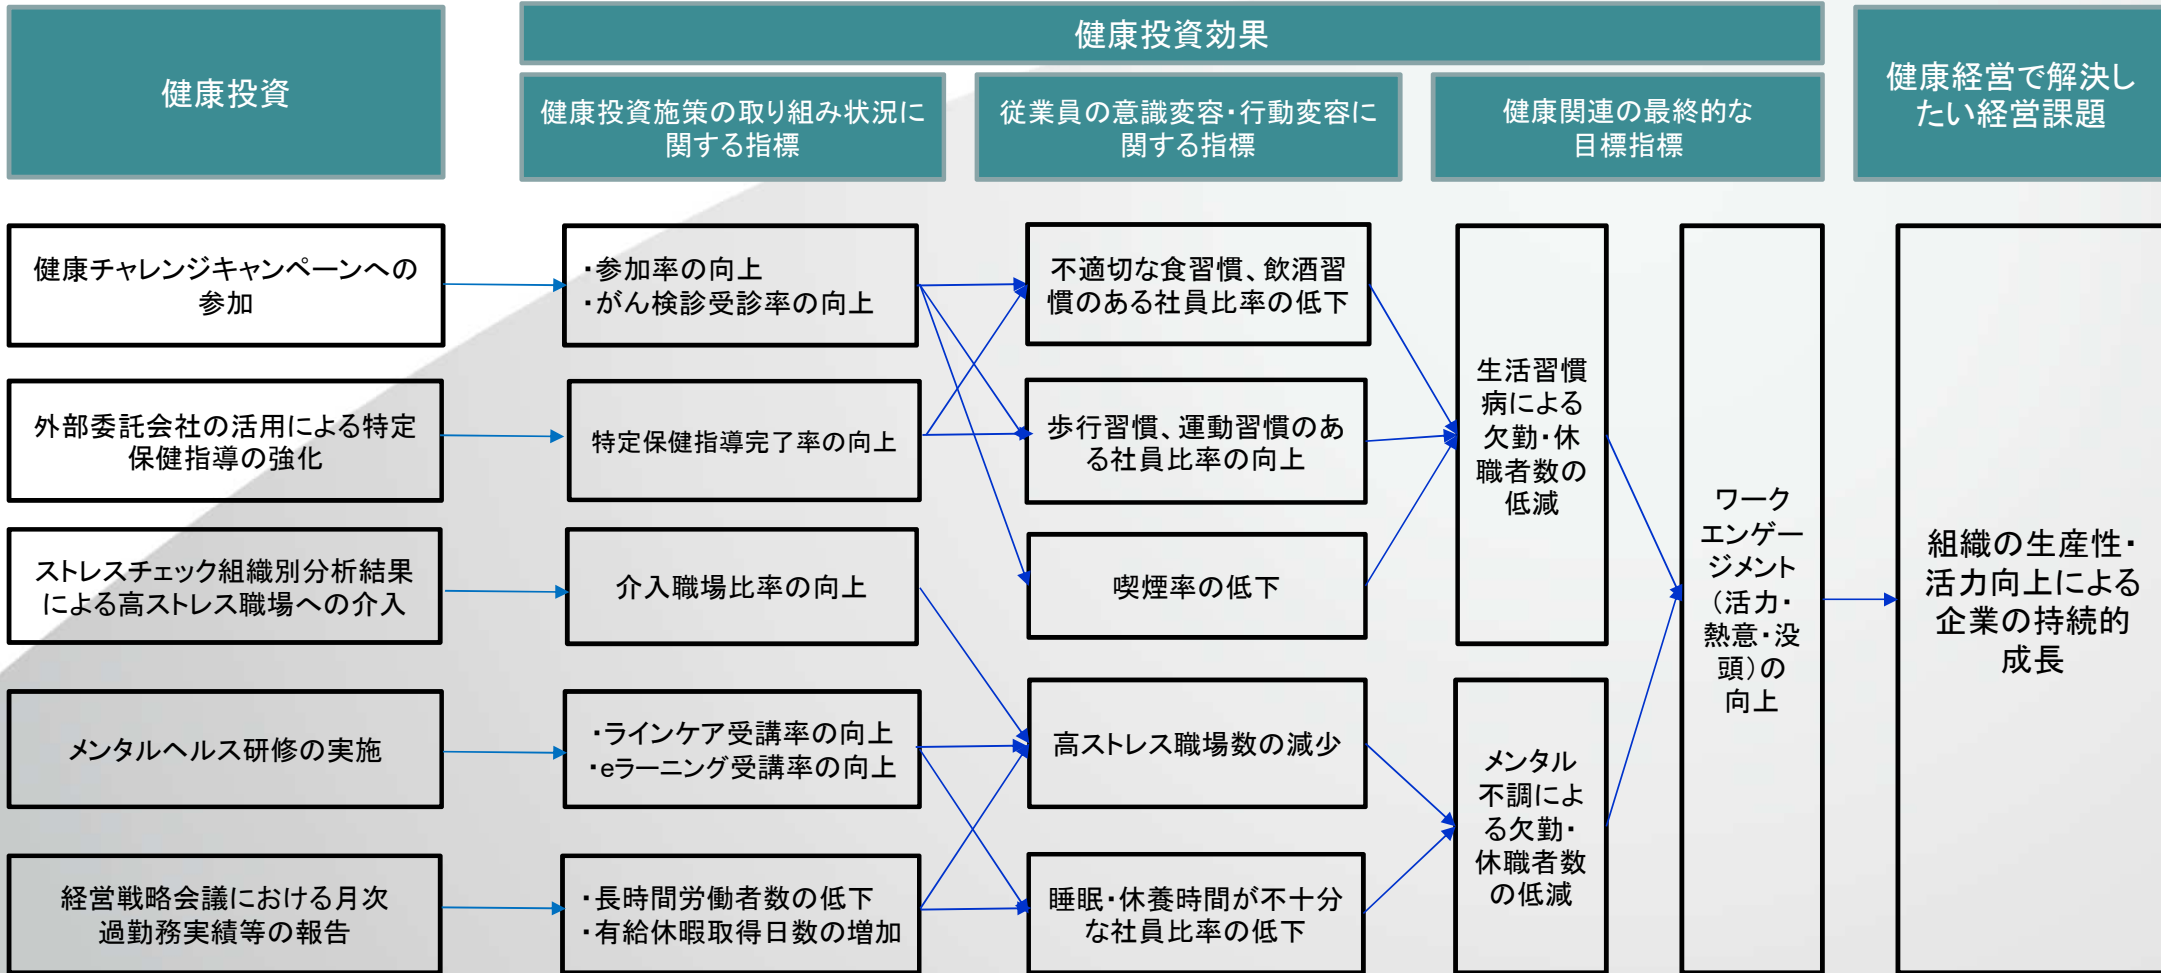 健康投資
健康投資効果
健康投資施策の取り組み状況に
関する指標
従業員の意識変容・行動変容に
関する指標
健康関連の最終的な
目標指標
健康経営で解決し
たい経営課題
健康チャレンジキャンペーンへの
参加
・参加率の向上
・がん検診受診率の向上
不適切な食習慣、飲酒習
慣のある社員比率の低下
外部委託会社の活用による特定
保健指導の強化
特定保健指導完了率の向上
歩行習慣、運動習慣のあ
る社員比率の向上
ストレスチェック組織別分析結果
による高ストレス職場への介入
介入職場比率の向上
喫煙率の低下
メンタルヘルス研修の実施
・ラインケア受講率の向上
・eラーニング受講率の向上
高ストレス職場数の減少
経営戦略会議における月次
過勤務実績等の報告
・長時間労働者数の低下
・有給休暇取得日数の増加
睡眠・休養時間が不十分
な社員比率の低下
生活習慣
病による
欠勤・休
職者数の
低減
メンタル
不調によ
る欠勤・
休職者数
の低減
ワーク
エンゲー
ジメント
（活力・
熱意・没
頭）の
向上
組織の生産性・
活力向上による
企業の持続的
成長